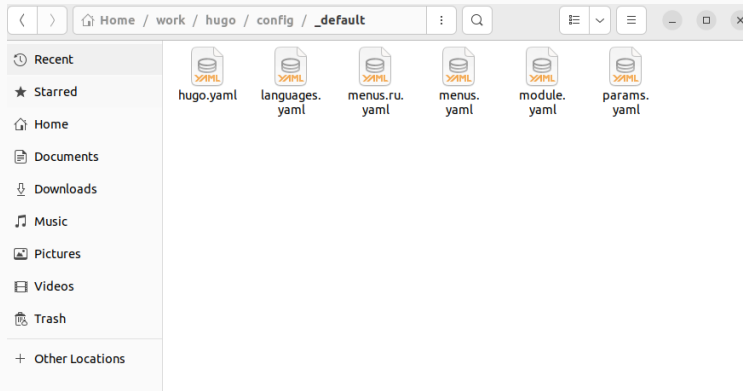 Home / work / hugo / config / _default
Recent
Starred
Home
Documents
Downloads
Music
Pictures
Videos
Trash
Other Locations
YAML
hugo.yaml
YAML
languages.
yaml
YAML
menus.ru.
yaml
YAML
menus.
yaml
YAML
module.
yaml
YAML
params.
yaml